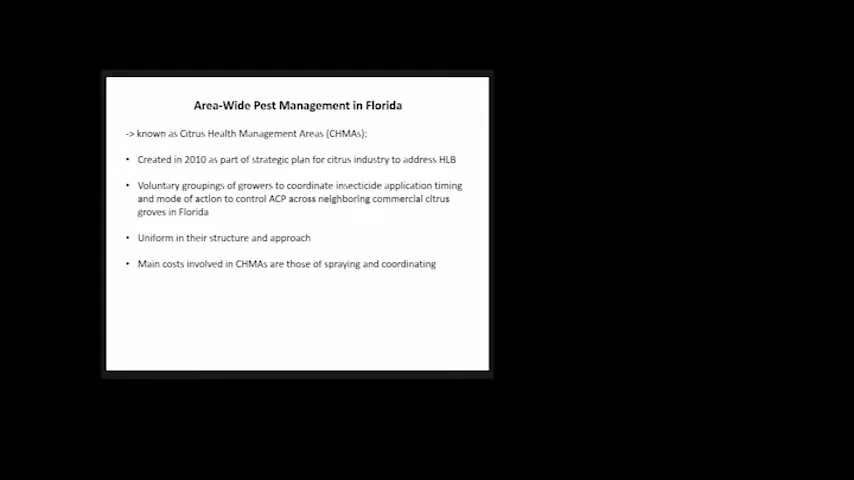 Area-Wide Pest Management in Florida
-> known as Citrus Health Management Areas (CHMAs):
• Created in 2010 as part of strategic plan for citrus industry to address HLB
• Voluntary groupings of growers to coordinate insecticide application timing
and mode of action to control ACP across neighboring commercial citrus
groves in Florida
• Uniform in their structure and approach
• Main costs involved in CHMAs are those of spraying and coordinating